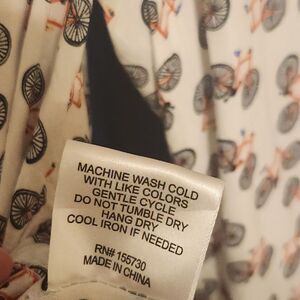 MACHINE WASH COLD
WITH LIKE COLORS
GENTLE CYCLE
DO NOT TUMBLE DRY
HANG DRY
COOL IRON IF NEEDED
RN# 155730
MADE IN CHINA